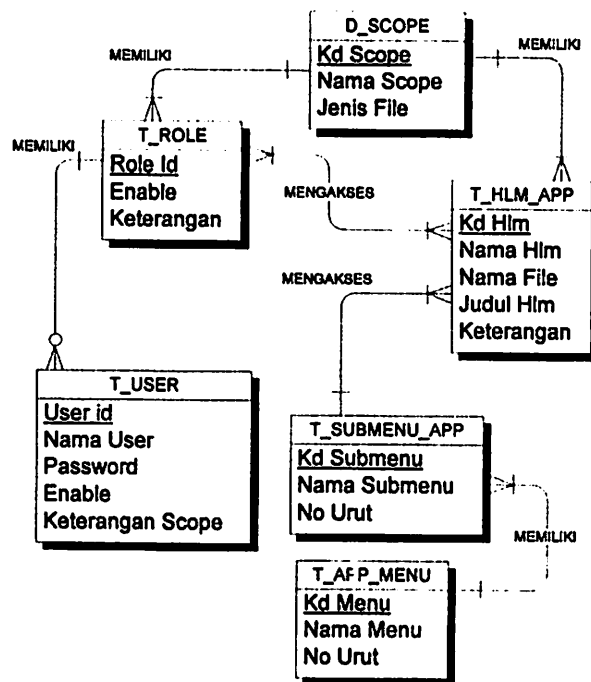 D_SCOPE
Kd Scope
Nama Scope
Jenis File
MEMILIKI
MEMILIKI
T_ROLE
Role Id
Enable
Keterangan
MEMILIKI
MENGAKSES
T_HLM_APP
Kd Hlm
Nama Hlm
Nama File
Judul Hlm
Keterangan
MENGAKSES
T_USER
User id
Nama User
Password
Enable
Keterangan Scope
T_SUBMENU_APP
Kd Submenu
Nama Submenu
No Urut
MEMILIKI
T_APP_MENU
Kd Menu
Nama Menu
No Urut